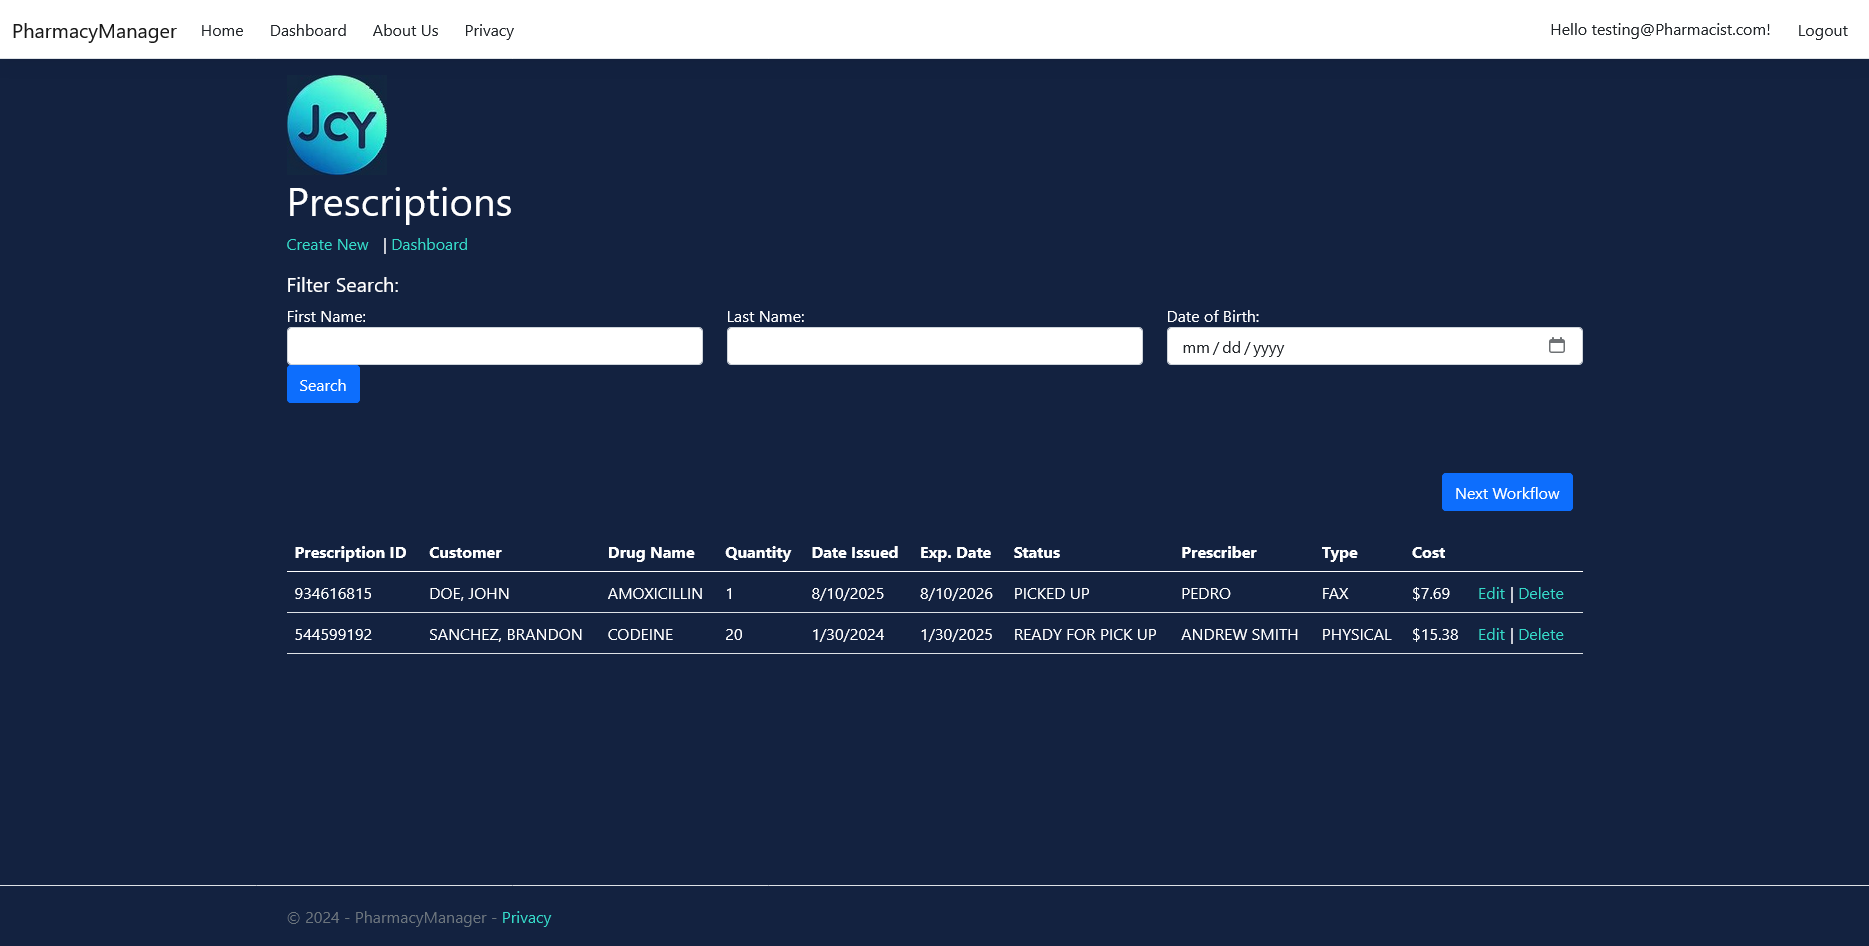 PharmacyManager Home Dashboard About Us Privacy Hello testing@Pharmacist.com! Logout
JCY
Prescriptions
Create New | Dashboard
Filter Search:
First Name: Last Name: Date of Birth:
mm/dd/yyyy
Search
Next Workflow
Prescription ID Customer Drug Name Quantity Date Issued Exp. Date Status Prescriber Type Cost
934616815 DOE, JOHN AMOXICILLIN 1 8/10/2025 8/10/2026 PICKED UP PEDRO FAX $7.69 Edit | Delete
544599192 SANCHEZ, BRANDON CODEINE 20 1/30/2024 1/30/2025 READY FOR PICK UP ANDREW SMITH PHYSICAL $15.38 Edit | Delete
© 2024 - PharmacyManager - Privacy